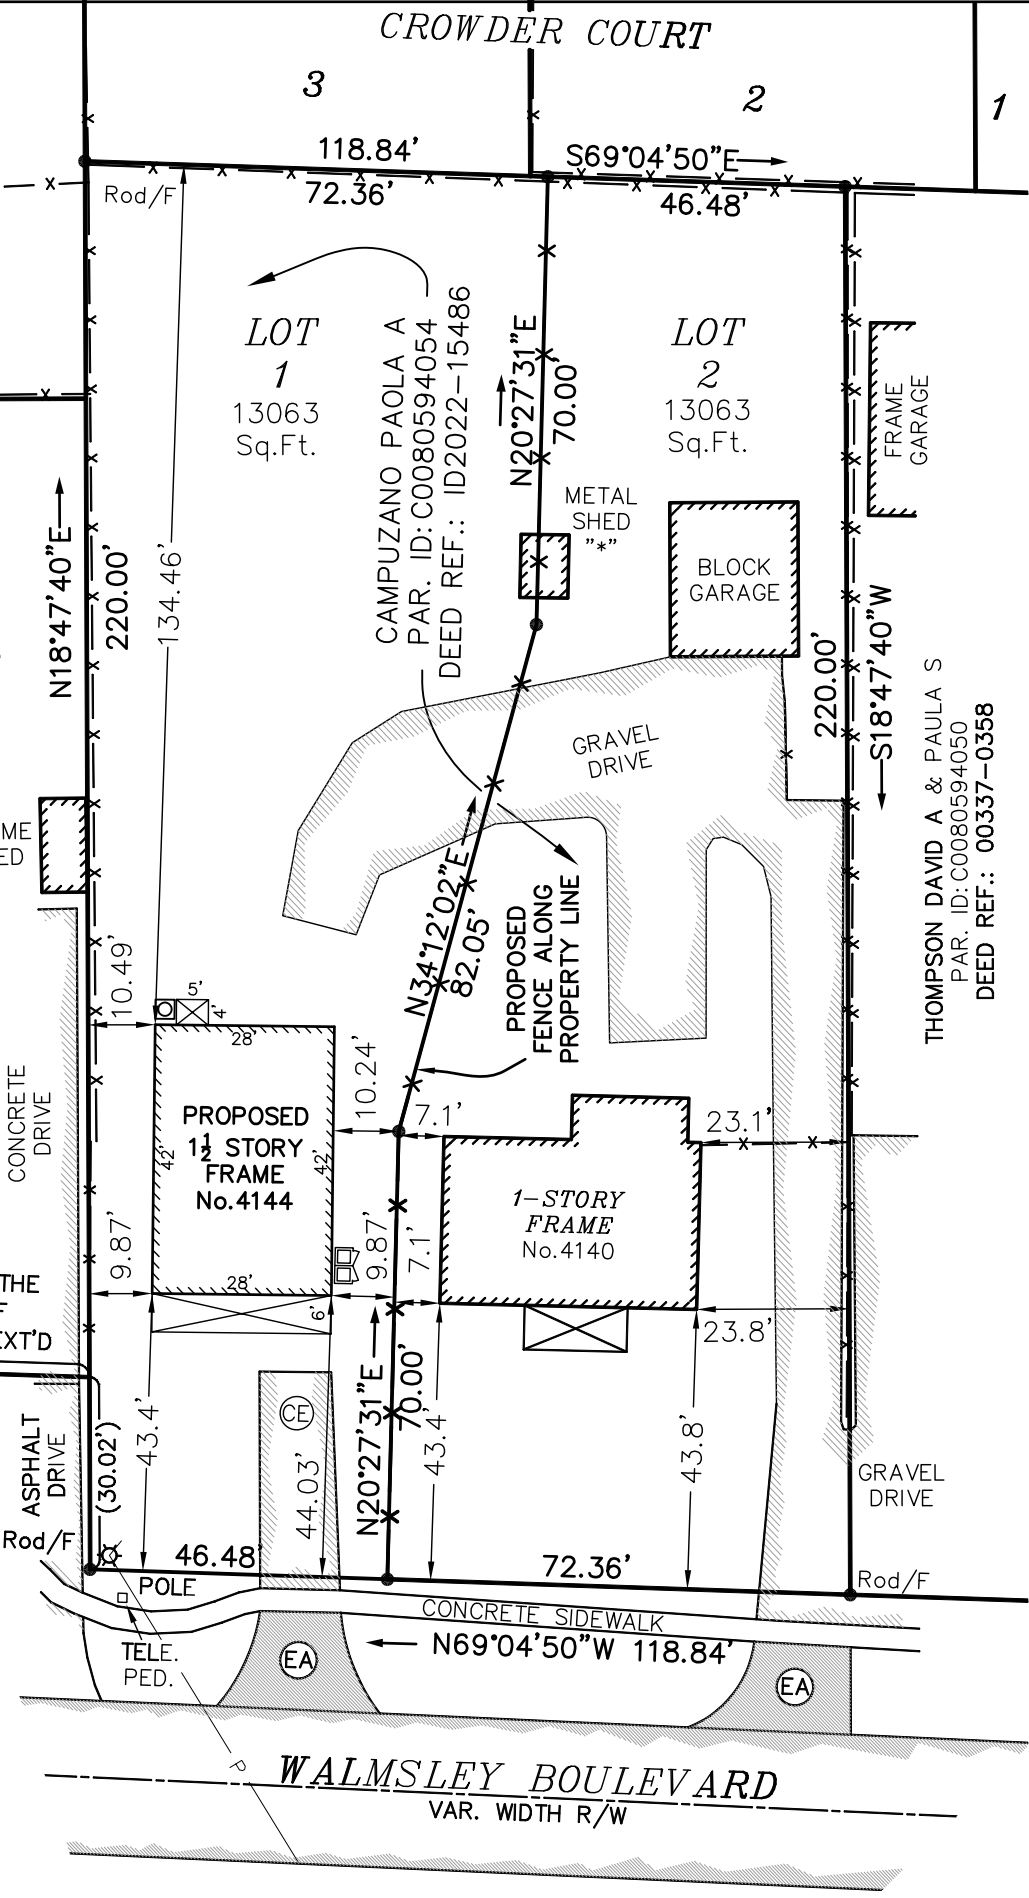 CROWDER COURT
3
2
1
118.84'
S69°04'50"E
Rod/F
72.36'
46.48'
LOT
1
13063
Sq.Ft.
CAMPUZANO PAOLA A
PAR. ID: C0080594054
DEED REF.: ID2022-15486
N20°27'31"E
70.00'
LOT
2
13063
Sq.Ft.
FRAME
GARAGE
METAL
SHED
"*"
BLOCK
GARAGE
N18°47'40"E
220.00'
134.46'
220.00'
S18°47'40"W
THOMPSON DAVID A & PAULA S
PAR. ID: C0080594050
DEED REF.: 00337-0358
GRAVEL
DRIVE
ME
ED
N34°12'02"E
82.05'
PROPOSED
FENCE ALONG
PROPERTY LINE
10.49'
5'
4'
28'
CONCRETE
DRIVE
PROPOSED
1½ STORY
FRAME
No.4144
42'
42'
28'
6'
10.24'
7.1'
23.1'
1-STORY
FRAME
No.4140
9.87'
9.87'
7.1'
23.8'
THE
F
EXT'D
ASPHALT
DRIVE
(30.02')
43.4'
CE
44.03'
N20°27'31"E
70.00'
43.4'
43.8'
GRAVEL
DRIVE
Rod/F
46.48'
72.36'
Rod/F
POLE
CONCRETE SIDEWALK
TELE.
PED.
EA
N69°04'50"W 118.84'
EA
P
WALMSLEY BOULEVARD
VAR. WIDTH R/W